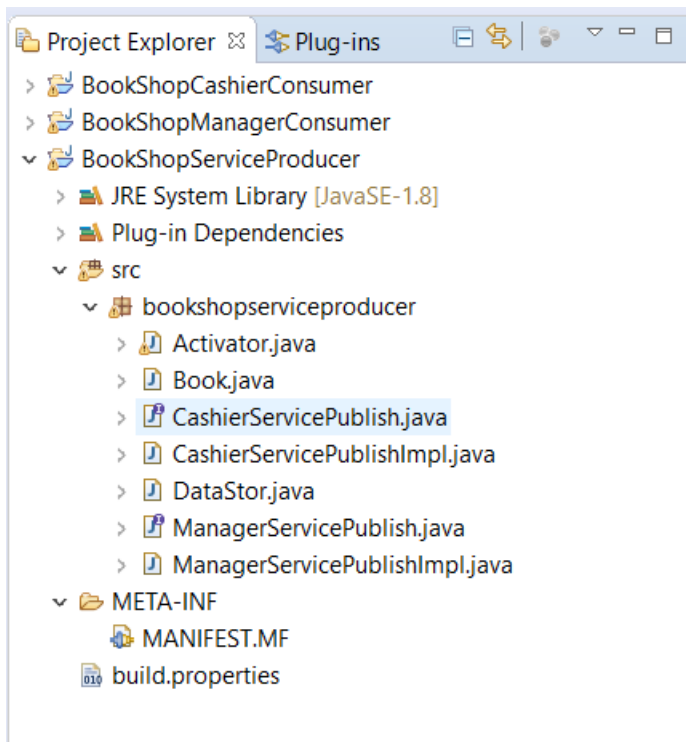 Project Explorer Plug-ins
BookShopCashierConsumer
BookShopManagerConsumer
BookShopServiceProducer
JRE System Library [JavaSE-1.8]
Plug-in Dependencies
src
bookshopserviceproducer
Activator.java
Book.java
CashierServicePublish.java
CashierServicePublishImpl.java
DataStor.java
ManagerServicePublish.java
ManagerServicePublishImpl.java
META-INF
MANIFEST.MF
build.properties